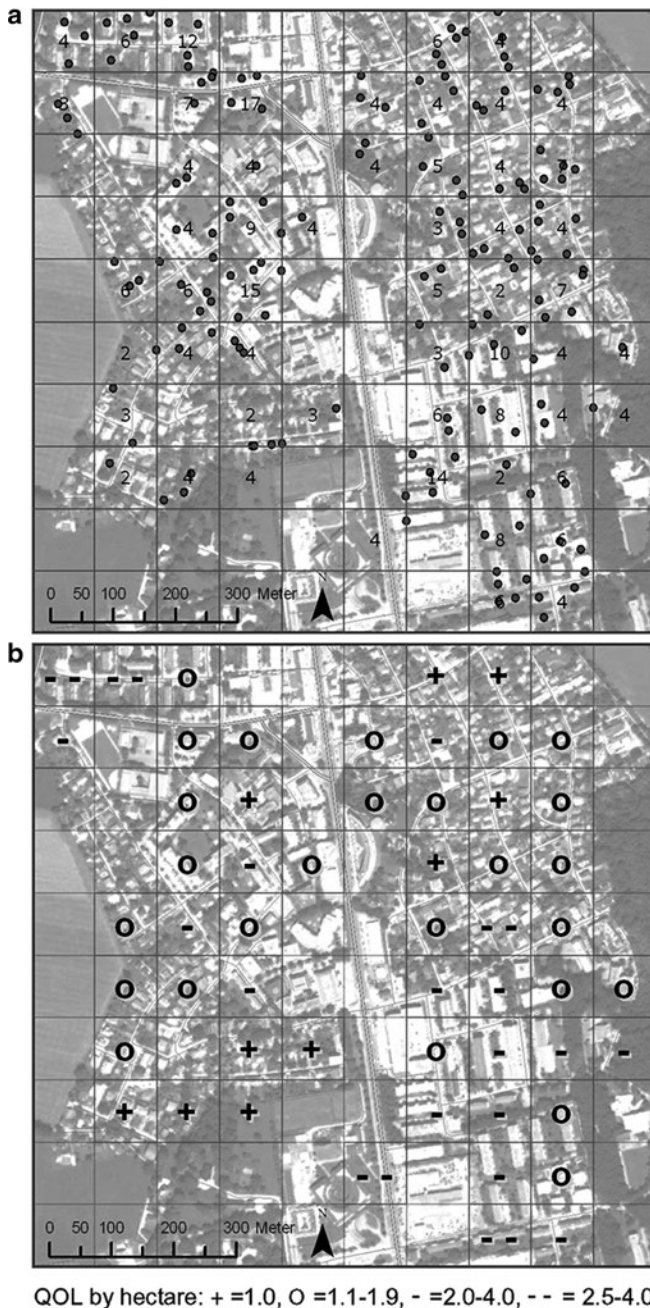 a
4 6 12 6 4
8 7 17 4 4 4 4
4 4 4 5 4
4 9 4 3 4 4
6 6 15 5 2 7
2 4 4 3 10 4 4
3 2 3 6 8 4 4
2 4 4 14 2 6
4 8 6
N
0 50 100 200 300 Meter
6 4
b
- - - - O + +
- O O O - O O
O + O O + O
O - O + O O
O - O O - - O
O O - - - O O
O + + O - - -
+ + + - - O
- - - O
N
0 50 100 200 300 Meter
- - -
QOL by hectare: + =1.0, O =1.1-1.9, - =2.0-4.0, - - = 2.5-4.0